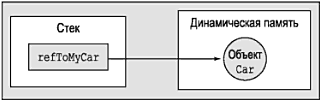 Стек
refToMyCar
Динамическая память
Объект
Car